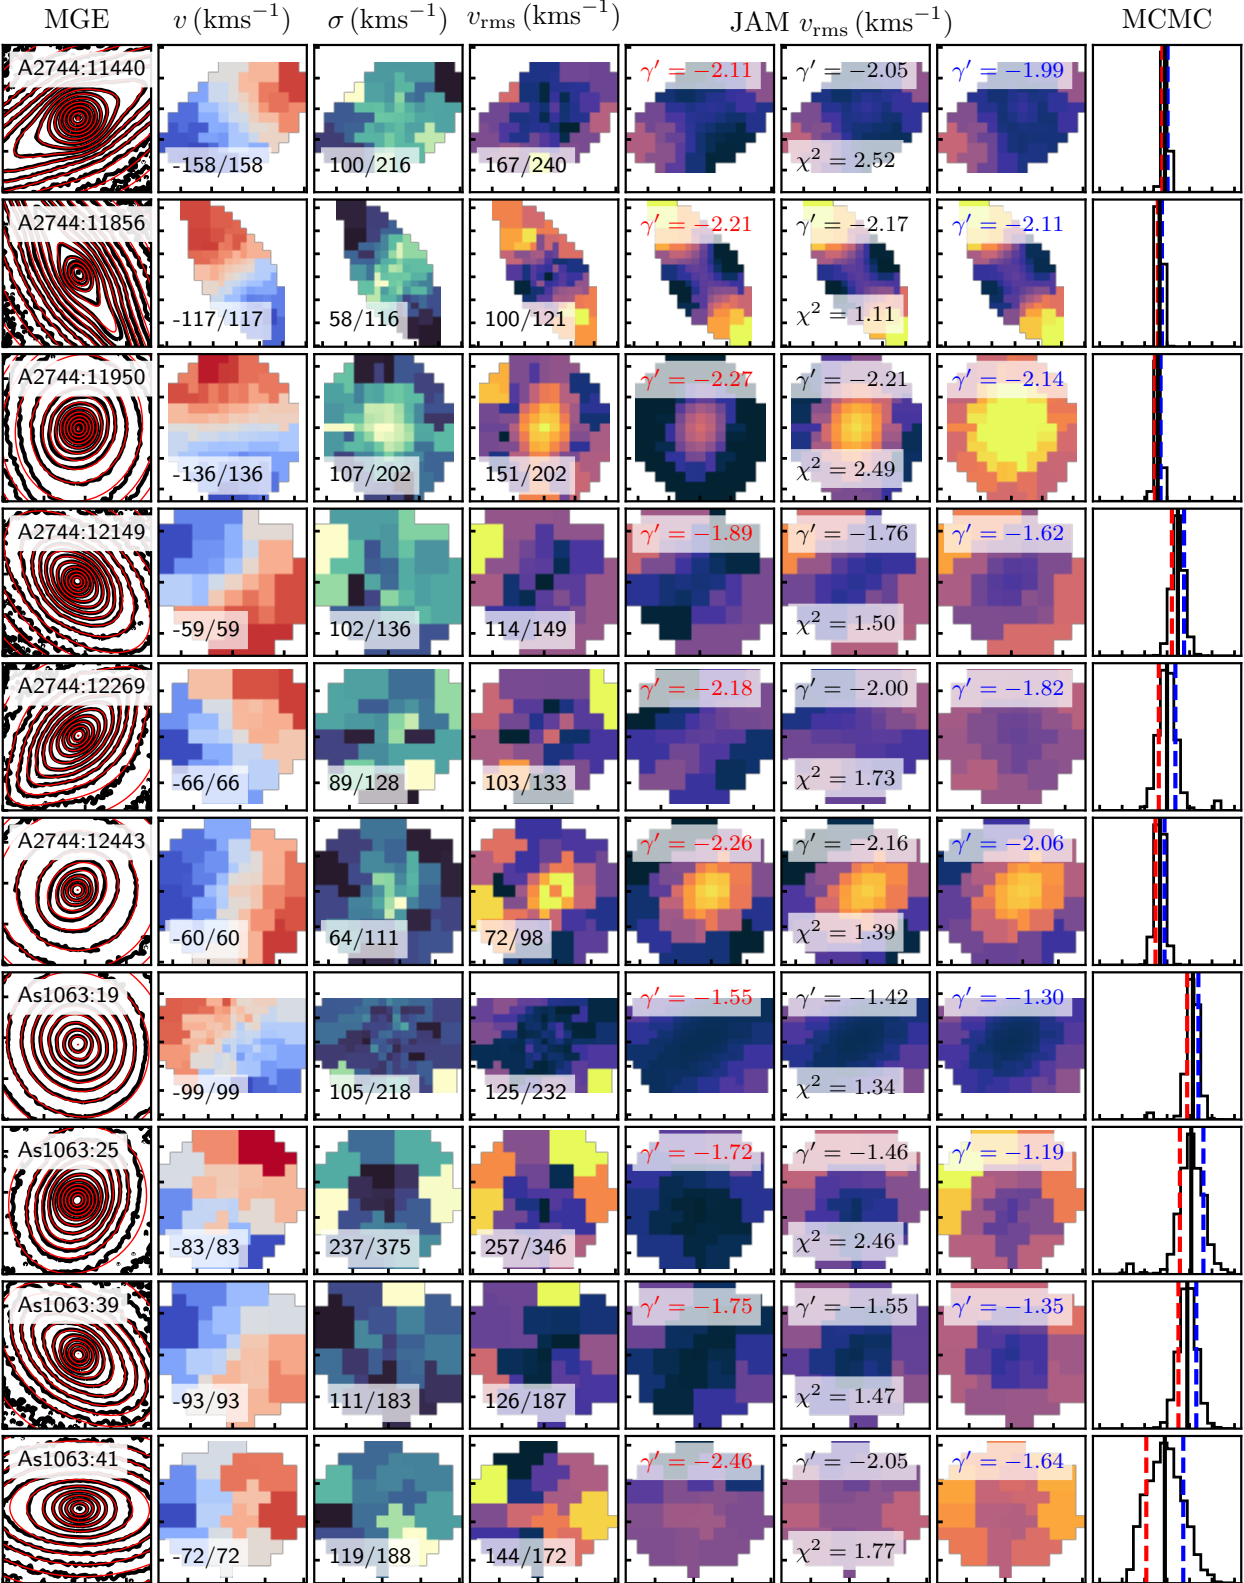 MGE v (kms⁻¹) σ (kms⁻¹) v_rms (kms⁻¹) JAM v_rms (kms⁻¹) MCMC
A2744:11440 -158/158 100/216 167/240 γ′ = −2.11 γ′ = −2.05 χ² = 2.52 γ′ = −1.99
A2744:11856 -117/117 58/116 100/121 γ′ = −2.21 γ′ = −2.17 χ² = 1.11 γ′ = −2.11
A2744:11950 -136/136 107/202 151/202 γ′ = −2.27 γ′ = −2.21 χ² = 2.49 γ′ = −2.14
A2744:12149 -59/59 102/136 114/149 γ′ = −1.89 γ′ = −1.76 χ² = 1.50 γ′ = −1.62
A2744:12269 -66/66 89/128 103/133 γ′ = −2.18 γ′ = −2.00 χ² = 1.73 γ′ = −1.82
A2744:12443 -60/60 64/111 72/98 γ′ = −2.26 γ′ = −2.16 χ² = 1.39 γ′ = −2.06
As1063:19 -99/99 105/218 125/232 γ′ = −1.55 γ′ = −1.42 χ² = 1.34 γ′ = −1.30
As1063:25 -83/83 237/375 257/346 γ′ = −1.72 γ′ = −1.46 χ² = 2.46 γ′ = −1.19
As1063:39 -93/93 111/183 126/187 γ′ = −1.75 γ′ = −1.55 χ² = 1.47 γ′ = −1.35
As1063:41 -72/72 119/188 144/172 γ′ = −2.46 γ′ = −2.05 χ² = 1.77 γ′ = −1.64